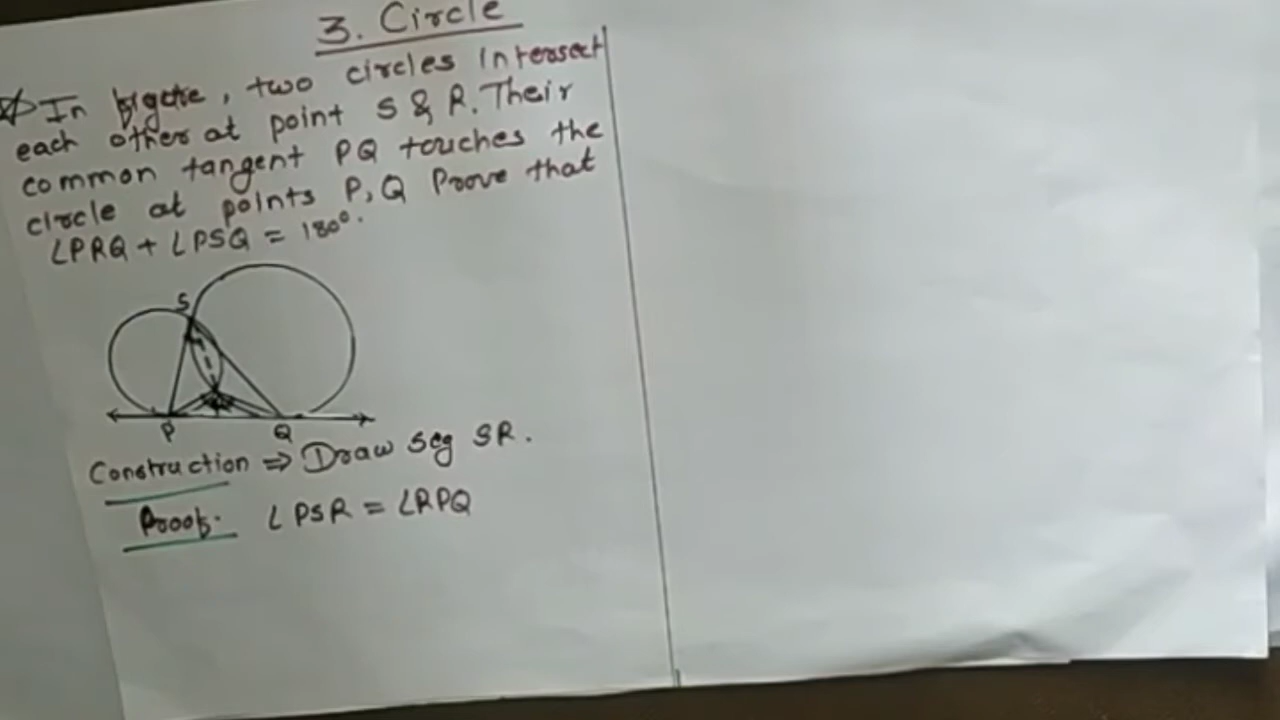 3. Circle
In figure, two circles intersect
each other at point S & R. Their
common tangent PQ touches the
circle at points P, Q Prove that
∠PRQ + ∠PSQ = 180°.
S
P Q
Construction ⇒ Draw seg SR.
Proof:- ∠PSR = ∠RPQ